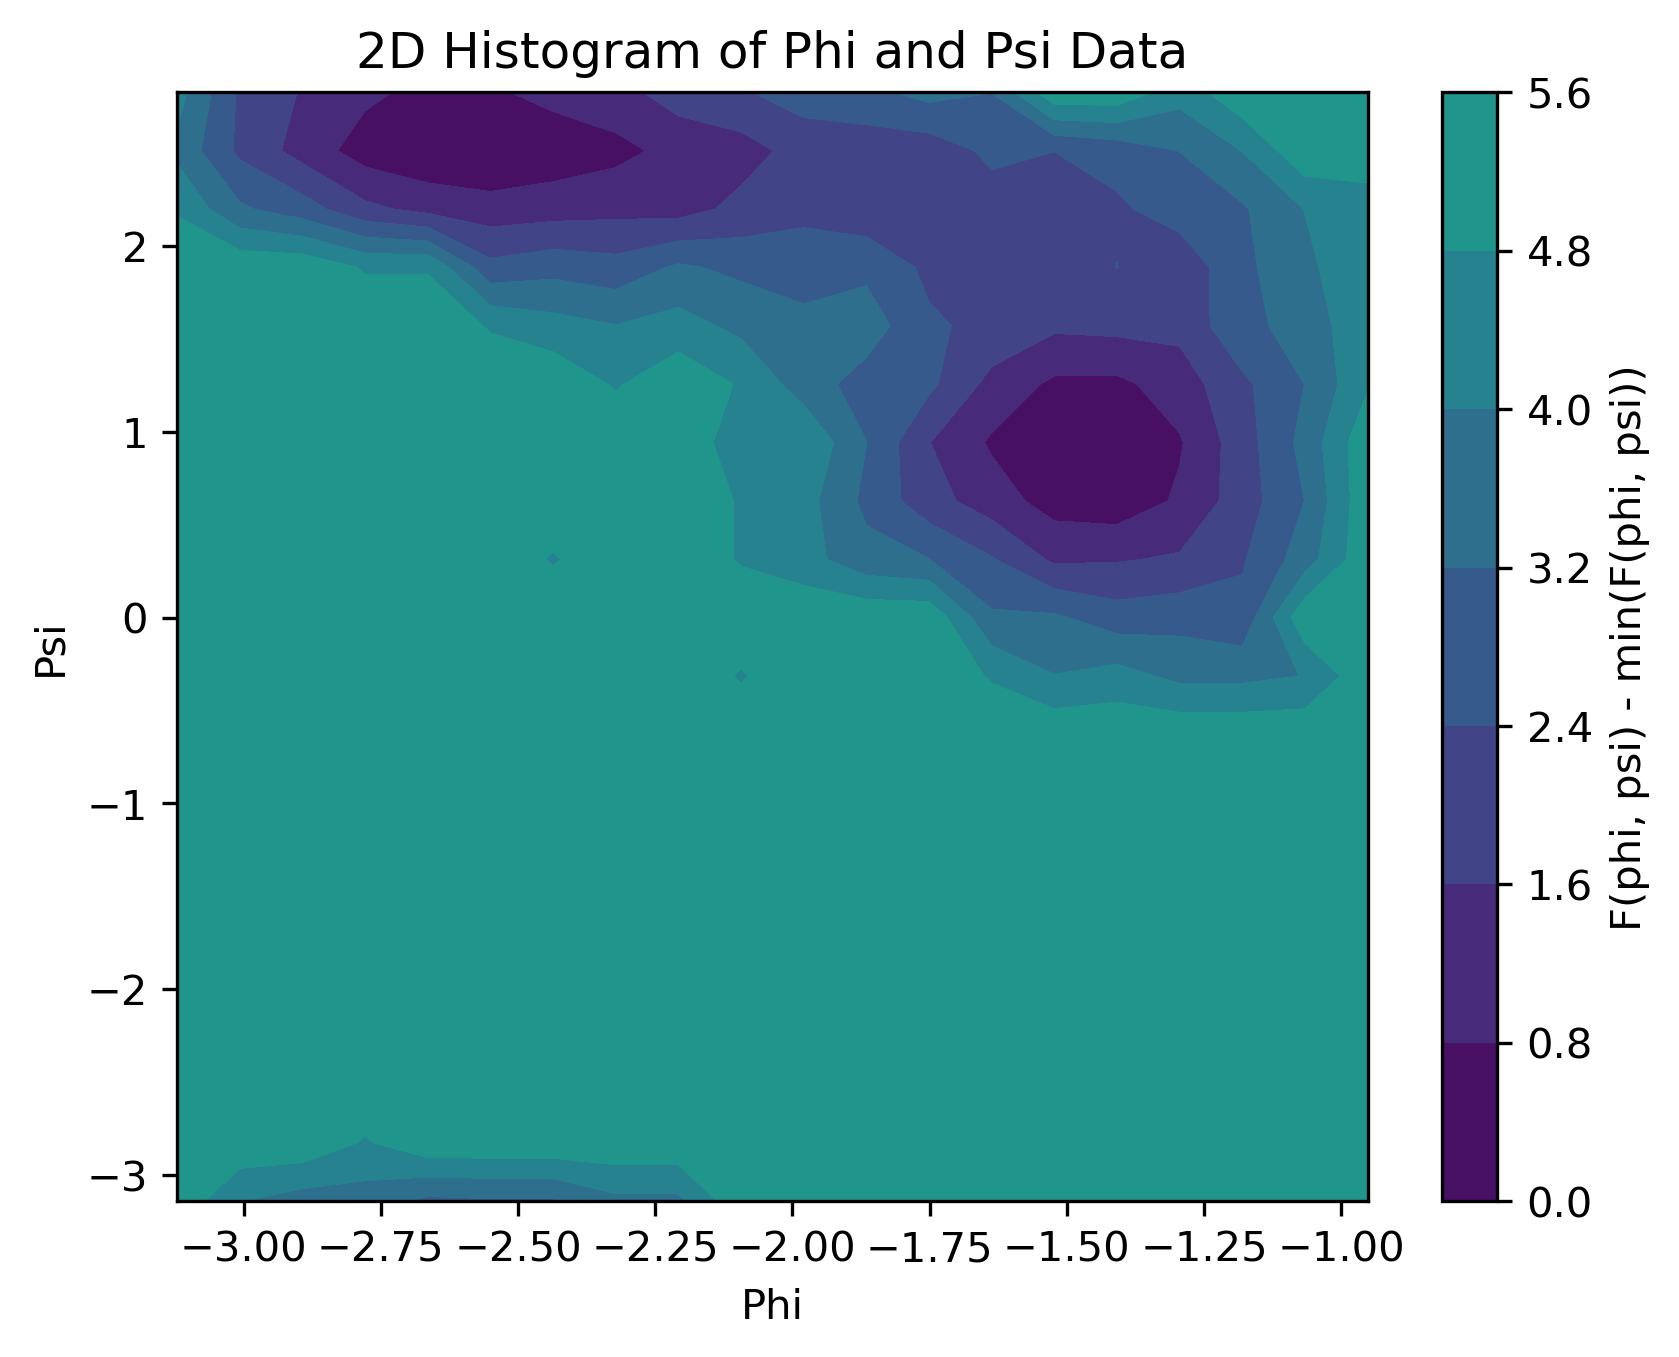 2D Histogram of Phi and Psi Data
2
1
0
−1
−2
−3
Psi
−3.00 −2.75 −2.50 −2.25 −2.00 −1.75 −1.50 −1.25 −1.00
Phi
5.6
4.8
4.0
3.2
2.4
1.6
0.8
0.0
F(phi, psi) - min(F(phi, psi))